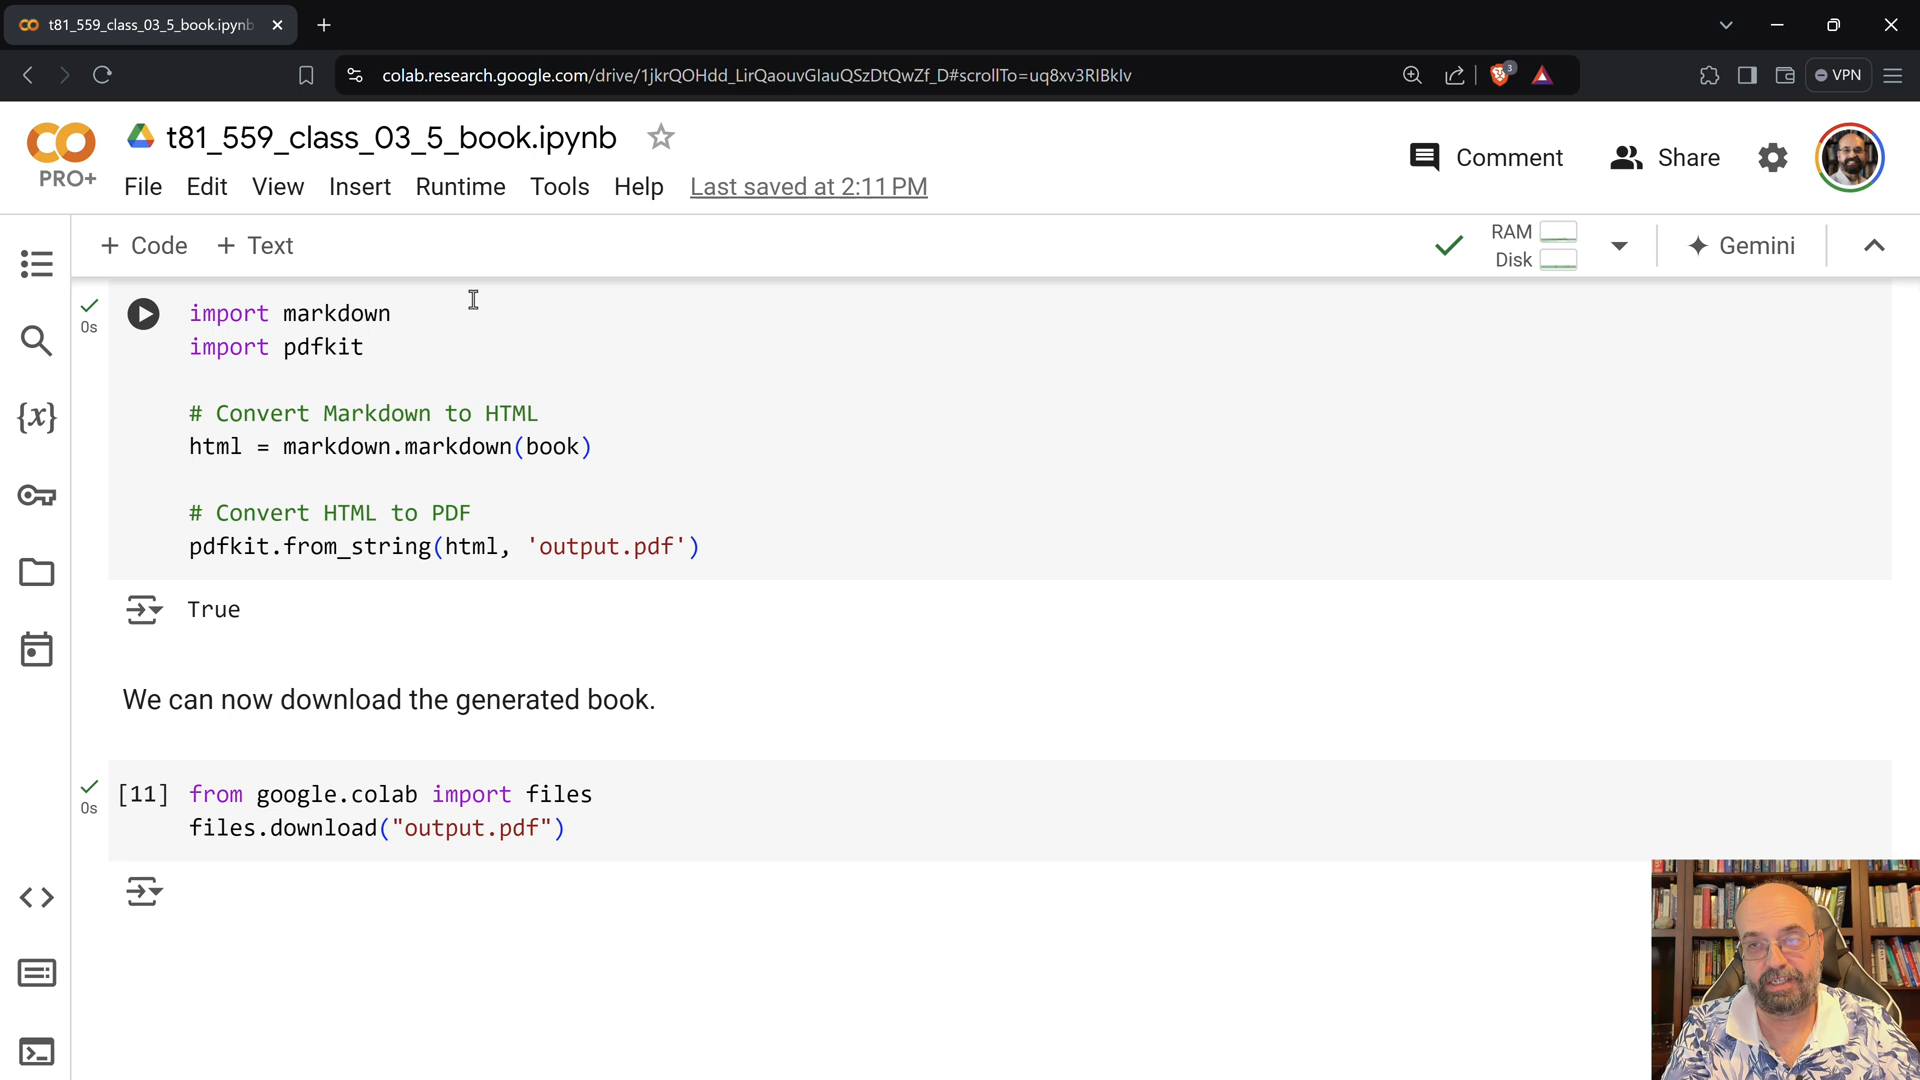 t81_559_class_03_5_book.ipynb
colab.research.google.com/drive/1jkrQOHdd_LirQaouvGlauQSzDtQwZf_D#scrollTo=uq8xv3RIBkIv
3
VPN
PRO+
t81_559_class_03_5_book.ipynb
File Edit View Insert Runtime Tools Help Last saved at 2:11 PM
Comment
Share
+ Code + Text
RAM
Disk
Gemini
0s
import markdown
import pdfkit
# Convert Markdown to HTML
html = markdown.markdown(book)
# Convert HTML to PDF
pdfkit.from_string(html, 'output.pdf')
True
We can now download the generated book.
0s
[11] from google.colab import files
files.download("output.pdf")